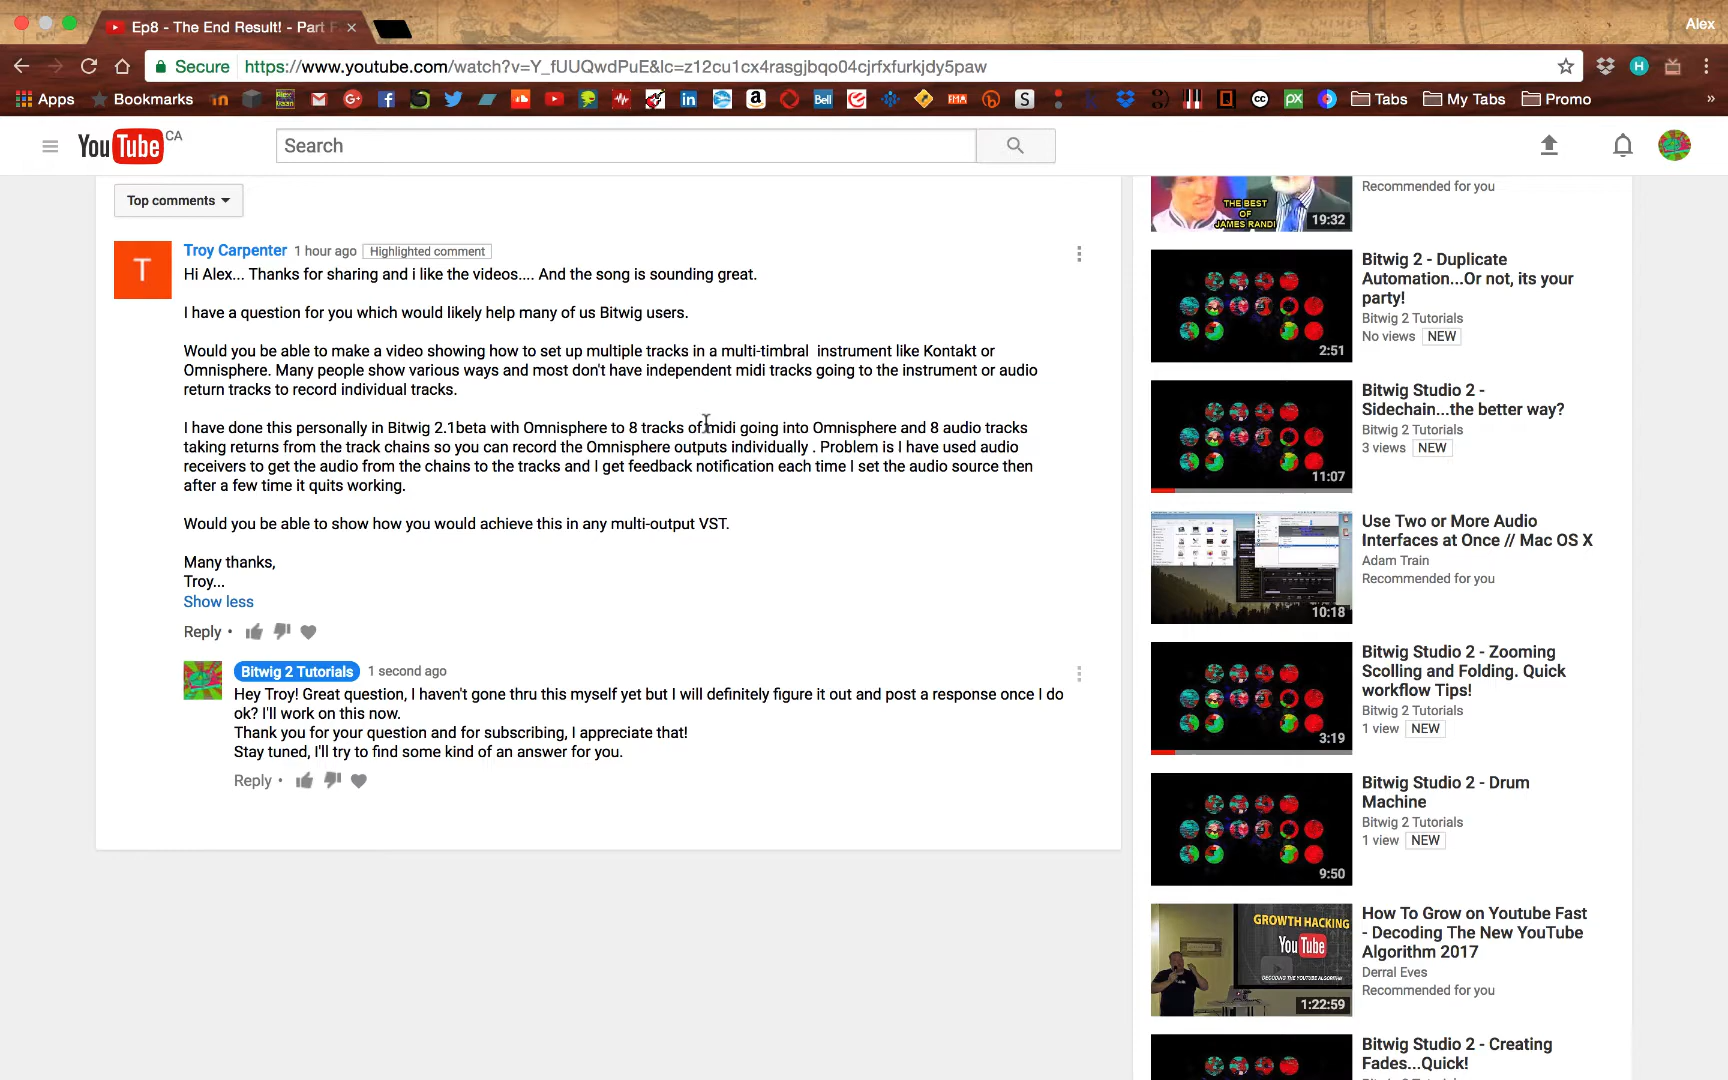 Ep8 - The End Result! - Part F
Alex
Secure https://www.youtube.com/watch?v=Y_fUUQwdPuE&lc=z12cu1cx4rasgjbqo04cjrfxfurkjdy5paw
Apps Bookmarks Tabs My Tabs Promo »
YouTube CA
Search
Top comments
T
Troy Carpenter 1 hour ago Highlighted comment
Hi Alex... Thanks for sharing and i like the videos.... And the song is sounding great.
I have a question for you which would likely help many of us Bitwig users.
Would you be able to make a video showing how to set up multiple tracks in a multi-timbral instrument like Kontakt or
Omnisphere. Many people show various ways and most don't have independent midi tracks going to the instrument or audio
return tracks to record individual tracks.
I have done this personally in Bitwig 2.1beta with Omnisphere to 8 tracks of midi going into Omnisphere and 8 audio tracks
taking returns from the track chains so you can record the Omnisphere outputs individually . Problem is I have used audio
receivers to get the audio from the chains to the tracks and I get feedback notification each time I set the audio source then
after a few time it quits working.
Would you be able to show how you would achieve this in any multi-output VST.
Many thanks,
Troy...
Show less
Reply •
Bitwig 2 Tutorials 1 second ago
Hey Troy! Great question, I haven't gone thru this myself yet but I will definitely figure it out and post a response once I do
ok? I'll work on this now.
Thank you for your question and for subscribing, I appreciate that!
Stay tuned, I'll try to find some kind of an answer for you.
Reply •
THE BEST
OF
JAMES RANDI
19:32
Recommended for you
2:51
Bitwig 2 - Duplicate
Automation...Or not, its your
party!
Bitwig 2 Tutorials
No views NEW
11:07
Bitwig Studio 2 -
Sidechain...the better way?
Bitwig 2 Tutorials
3 views NEW
10:18
Use Two or More Audio
Interfaces at Once // Mac OS X
Adam Train
Recommended for you
3:19
Bitwig Studio 2 - Zooming
Scolling and Folding. Quick
workflow Tips!
Bitwig 2 Tutorials
1 view NEW
9:50
Bitwig Studio 2 - Drum
Machine
Bitwig 2 Tutorials
1 view NEW
GROWTH HACKING
YouTube
DECODING THE YOUTUBE ALGORITHM
1:22:59
How To Grow on Youtube Fast
- Decoding The New YouTube
Algorithm 2017
Derral Eves
Recommended for you
Bitwig Studio 2 - Creating
Fades...Quick!